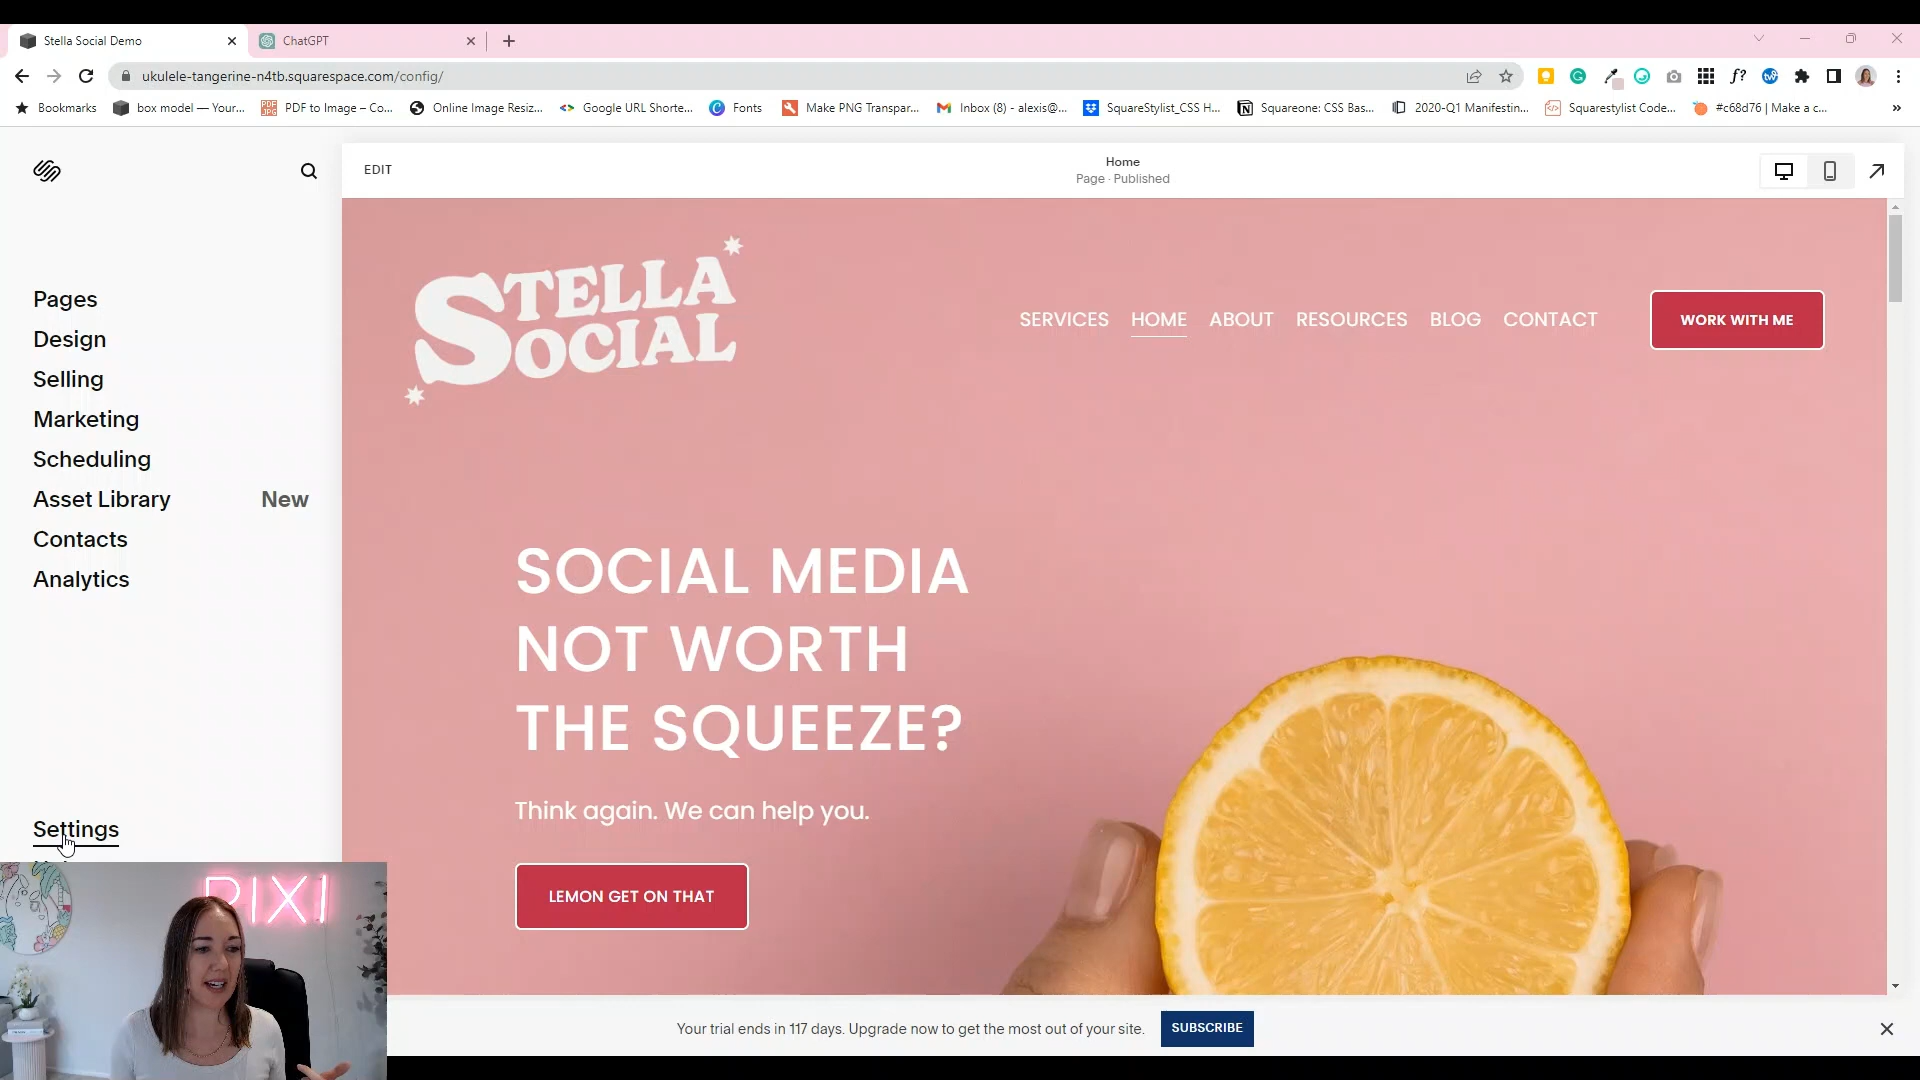 Stella Social Demo
ChatGPT
ukulele-tangerine-n4tb.squarespace.com/config/
Bookmarks
box model — Your...
PDF to Image – Co...
Online Image Resiz...
Google URL Shorte...
Fonts
Make PNG Transpar...
Inbox (8) - alexis@...
SquareStylist_CSS H...
Squareone: CSS Bas...
2020-Q1 Manifestin...
Squarestylist Code...
#c68d76 | Make a c...
EDIT
Home
Page · Published
Pages
Design
Selling
Marketing
Scheduling
Asset Library New
Contacts
Analytics
Settings
STELLA
SOCIAL
SERVICES HOME ABOUT RESOURCES BLOG CONTACT
WORK WITH ME
SOCIAL MEDIA
NOT WORTH
THE SQUEEZE?
Think again. We can help you.
LEMON GET ON THAT
PIXI
Your trial ends in 117 days. Upgrade now to get the most out of your site.
SUBSCRIBE